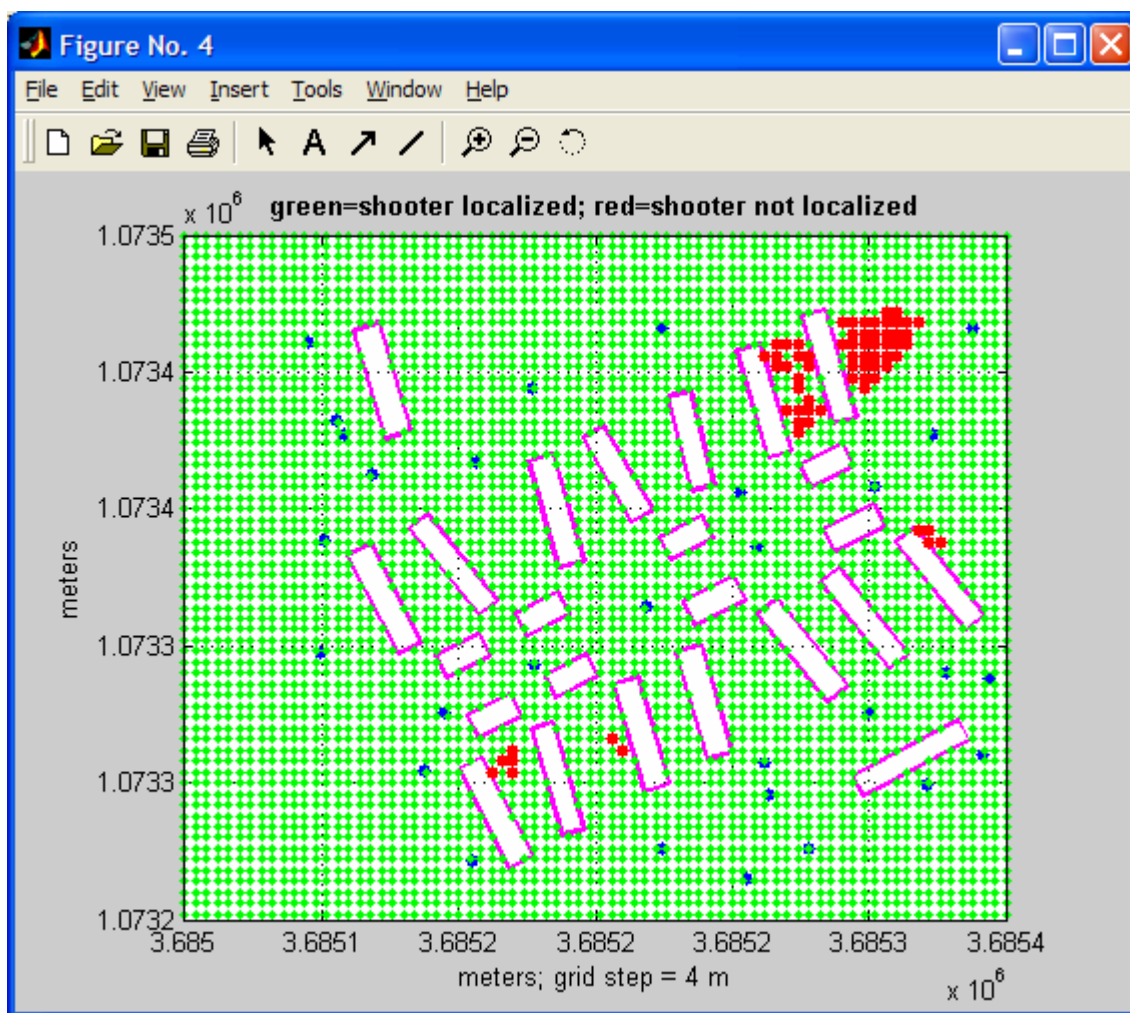 Figure No. 4
File Edit View Insert Tools Window Help
A
x 10^6
green=shooter localized; red=shooter not localized
1.0735
1.0734
1.0734
1.0733
1.0733
1.0732
meters
3.685 3.6851 3.6852 3.6852 3.6852 3.6853 3.6854
meters; grid step = 4 m
x 10^6